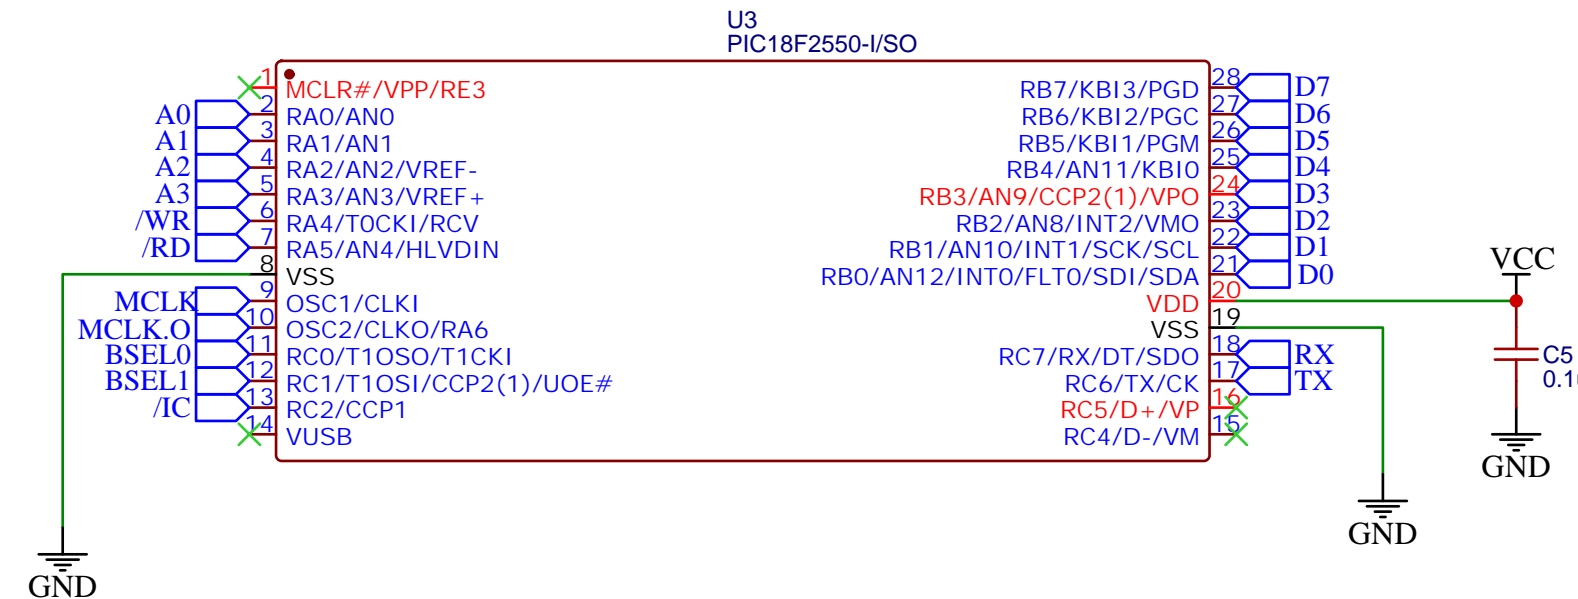 U3
PIC18F2550-I/SO
1 MCLR#/VPP/RE3
A0 2 RA0/AN0
A1 3 RA1/AN1
A2 4 RA2/AN2/VREF-
A3 5 RA3/AN3/VREF+
/WR 6 RA4/T0CKI/RCV
/RD 7 RA5/AN4/HLVDIN
8 VSS
MCLK 9 OSC1/CLKI
MCLK.O 10 OSC2/CLKO/RA6
BSEL0 11 RC0/T1OSO/T1CKI
BSEL1 12 RC1/T1OSI/CCP2(1)/UOE#
/IC 13 RC2/CCP1
14 VUSB
GND
RB7/KBI3/PGD 28 D7
RB6/KBI2/PGC 27 D6
RB5/KBI1/PGM 26 D5
RB4/AN11/KBI0 25 D4
RB3/AN9/CCP2(1)/VPO 24 D3
RB2/AN8/INT2/VMO 23 D2
RB1/AN10/INT1/SCK/SCL 22 D1
RB0/AN12/INT0/FLT0/SDI/SDA 21 D0
VDD 20
VSS 19
RC7/RX/DT/SDO 18 RX
RC6/TX/CK 17 TX
RC5/D+/VP 16
RC4/D-/VM 15
GND
VCC
C5
GND